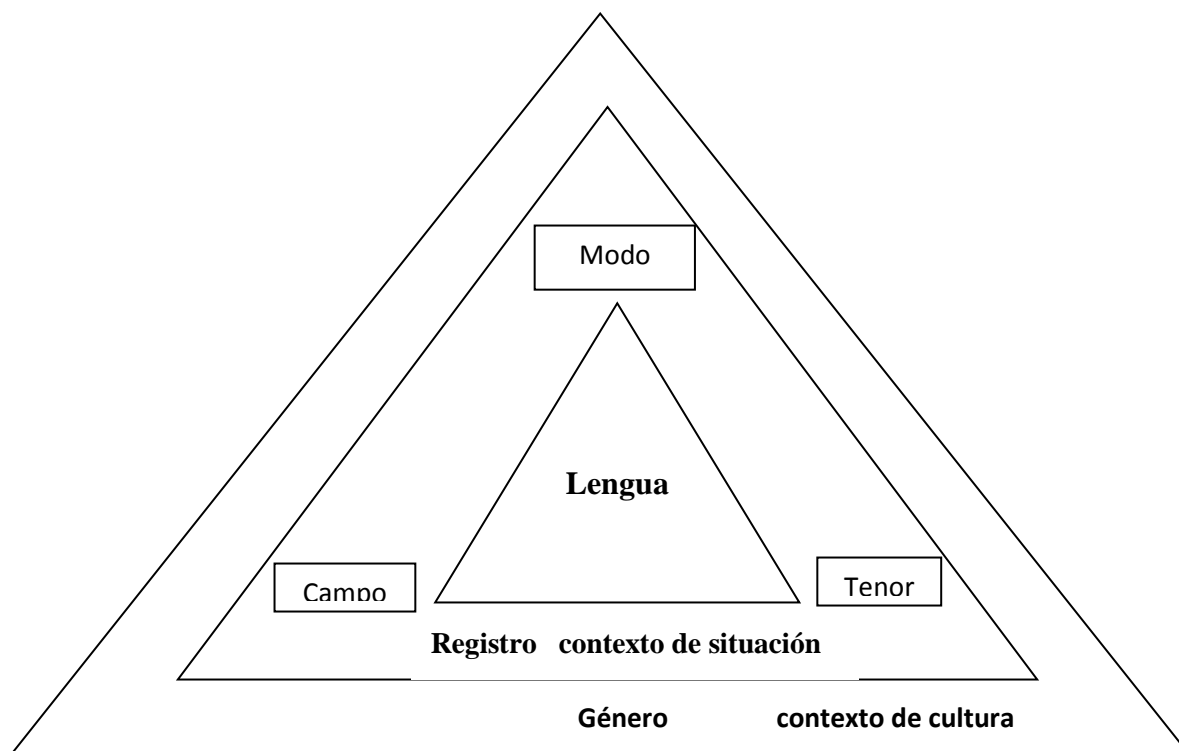 Modo
Lengua
Campo
Tenor
Registro contexto de situación
Género contexto de cultura